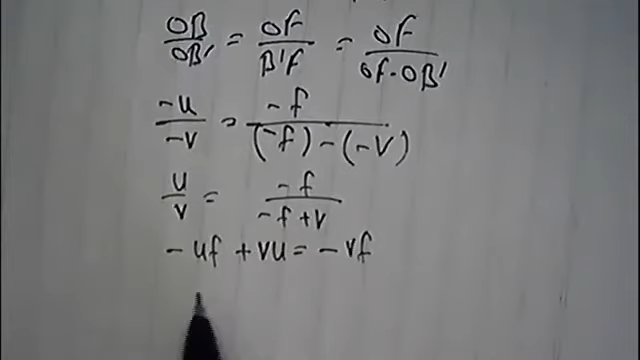 OB/OB' = OF/B'F = OF/OF-OB'
-u/-v = -f/(-f)-(-v)
u/v = -f/-f+v
-uf+vu=-vf